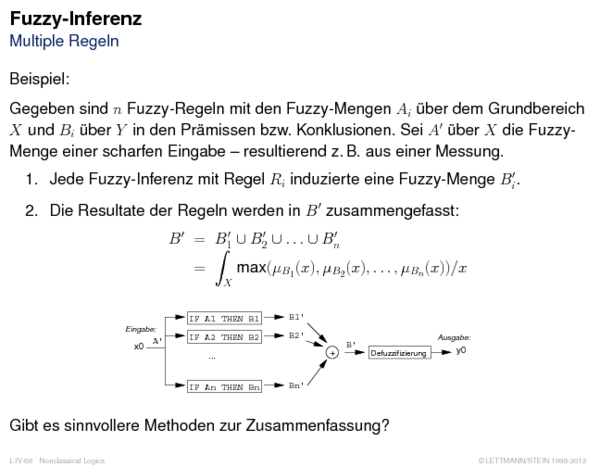 Fuzzy-Inferenz
Multiple Regeln
Beispiel:
Gegeben sind n Fuzzy-Regeln mit den Fuzzy-Mengen A_i über dem Grundbereich
X und B_i über Y in den Prämissen bzw. Konklusionen. Sei A′ über X die Fuzzy-
Menge einer scharfen Eingabe – resultierend z. B. aus einer Messung.
1. Jede Fuzzy-Inferenz mit Regel R_i induzierte eine Fuzzy-Menge B′_i.
2. Die Resultate der Regeln werden in B′ zusammengefasst:
B′ = B′_1 ∪ B′_2 ∪ … ∪ B′_n
= ∫_X max(μ_{B_1}(x), μ_{B_2}(x), …, μ_{B_n}(x))/x
IF A1 THEN B1 B1'
Eingabe:
x0 A'
IF A2 THEN B2 B2'
...
+ B' Defuzzifizierung
Ausgabe:
y0
IF An THEN Bn Bn'
Gibt es sinnvollere Methoden zur Zusammenfassung?
L:IV-68 Nonclassical Logics © LETTMANN/STEIN 1998-2013